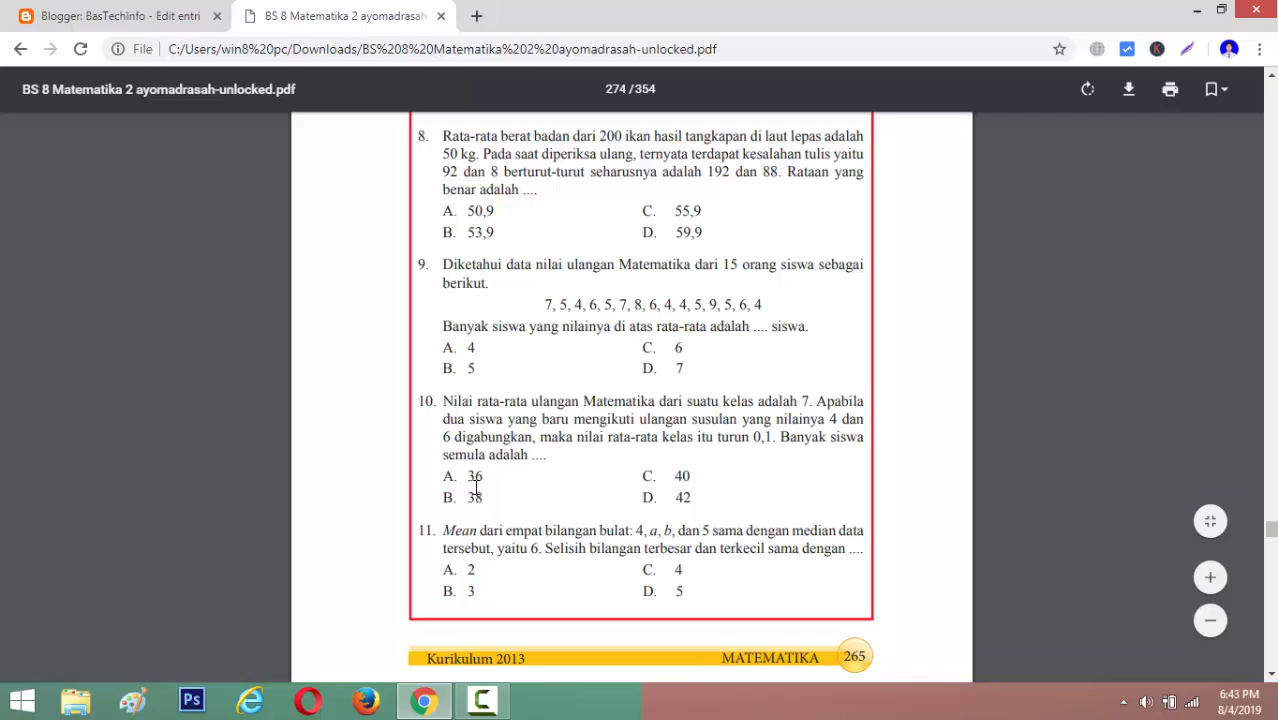 Blogger: BasTechInfo - Edit entri
BS 8 Matematika 2 ayomadrasah
File
C:/Users/win8%20pc/Downloads/BS%208%20Matematika%202%20ayomadrasah-unlocked.pdf
BS 8 Matematika 2 ayomadrasah-unlocked.pdf
274 / 354
8. Rata-rata berat badan dari 200 ikan hasil tangkapan di laut lepas adalah
50 kg. Pada saat diperiksa ulang, ternyata terdapat kesalahan tulis yaitu
92 dan 8 berturut-turut seharusnya adalah 192 dan 88. Rataan yang
benar adalah ....
A. 50,9 C. 55,9
B. 53,9 D. 59,9
9. Diketahui data nilai ulangan Matematika dari 15 orang siswa sebagai
berikut.
7, 5, 4, 6, 5, 7, 8, 6, 4, 4, 5, 9, 5, 6, 4
Banyak siswa yang nilainya di atas rata-rata adalah .... siswa.
A. 4 C. 6
B. 5 D. 7
10. Nilai rata-rata ulangan Matematika dari suatu kelas adalah 7. Apabila
dua siswa yang baru mengikuti ulangan susulan yang nilainya 4 dan
6 digabungkan, maka nilai rata-rata kelas itu turun 0,1. Banyak siswa
semula adalah ....
A. 36 C. 40
B. 38 D. 42
11. Mean dari empat bilangan bulat: 4, a, b, dan 5 sama dengan median data
tersebut, yaitu 6. Selisih bilangan terbesar dan terkecil sama dengan ....
A. 2 C. 4
B. 3 D. 5
Kurikulum 2013 MATEMATIKA 265
Ps
6:43 PM
8/4/2019